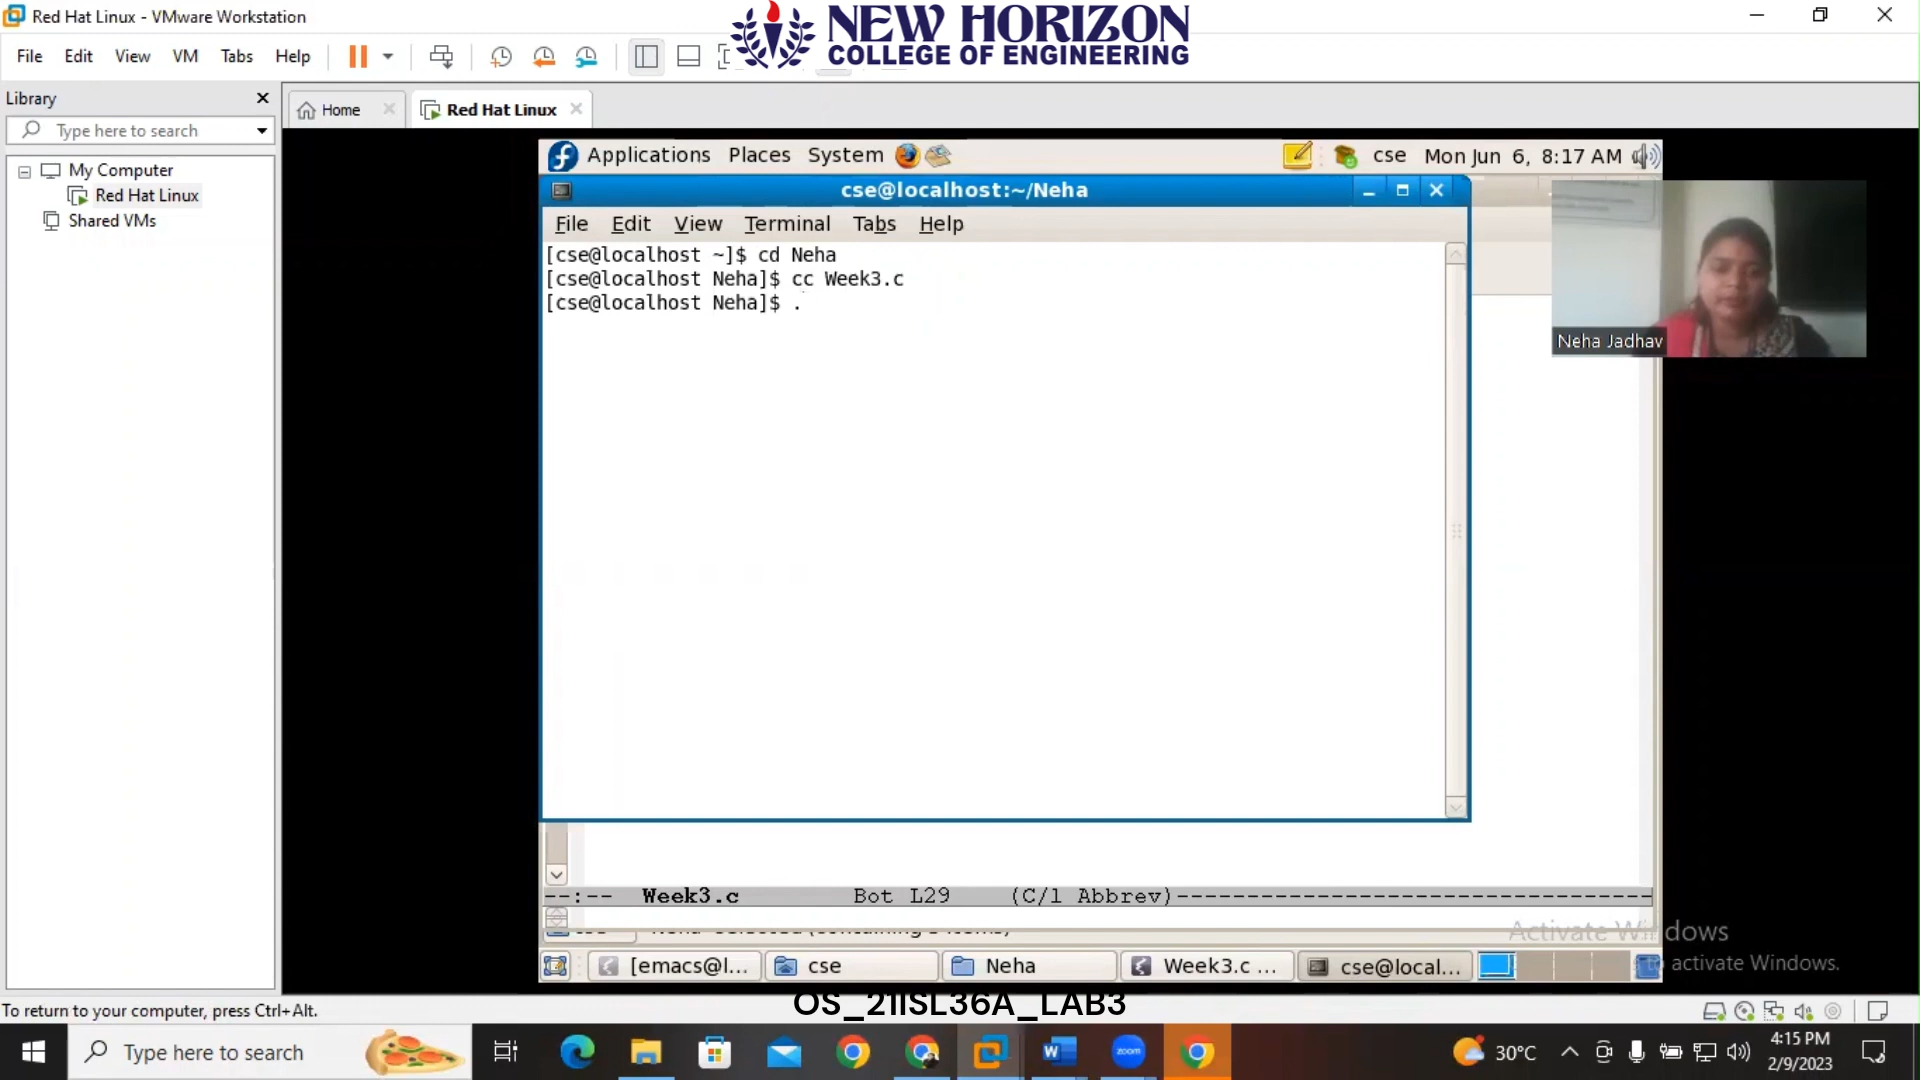 Red Hat Linux - VMware Workstation
NEW HORIZON
COLLEGE OF ENGINEERING
File Edit View VM Tabs Help
Library
Home
Red Hat Linux
Type here to search
My Computer
Red Hat Linux
Shared VMs
Applications Places System
cse Mon Jun 6, 8:17 AM
cse@localhost:~/Neha
File Edit View Terminal Tabs Help
[cse@localhost ~]$ cd Neha
[cse@localhost Neha]$ cc Week3.c
[cse@localhost Neha]$ .
Neha Jadhav
--:-- Week3.c Bot L29 (C/l Abbrev)--------------------------------
[emacs@l... cse Neha Week3.c ... cse@local...
Activate Windows
to activate Windows.
To return to your computer, press Ctrl+Alt.
OS_21ISL36A_LAB3
Type here to search
zoom
30°C
4:15 PM
2/9/2023